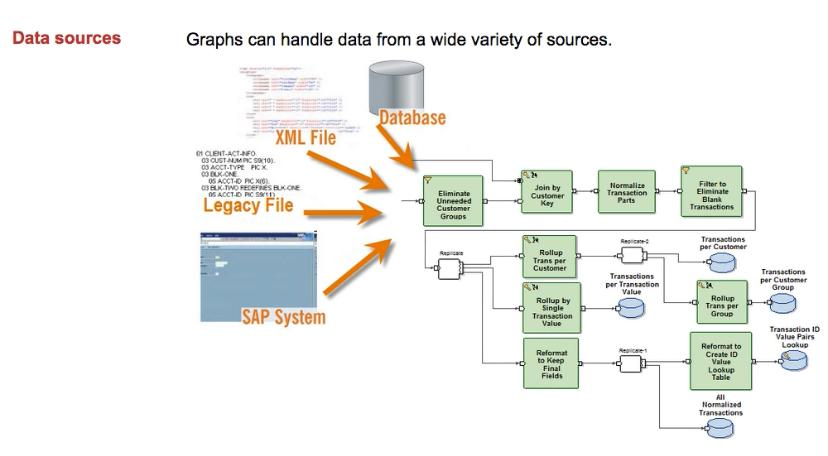 Data sources
Graphs can handle data from a wide variety of sources.
Database
XML File
01 CLIENT-ACT-INFO.
03 CUST-NUM PIC S9(10).
03 ACCT-TYPE PIC X.
03 BLK-ONE.
05 ACCT-ID PIC X(6).
03 BLK-TWO REDEFINES BLK-ONE.
05 ACCT-ID PIC S9(11)
Legacy File
SAP System
Eliminate
Unneeded
Customer
Groups
Join by
Customer
Key
Normalize
Transaction
Parts
Filter to
Eliminate
Blank
Transactions
Replicate
Rollup
Trans per
Customer
Replicate-2
Transactions
per Customer
Transactions
per Transaction
Value
Transactions
per Customer
Group
Rollup by
Single
Transaction
Value
Rollup
Trans per
Group
Reformat
to Keep
Final
Fields
Replicate-1
Reformat to
Create ID
Value
Lookup
Table
Transaction ID
Value Pairs
Lookup
All
Normalized
Transactions